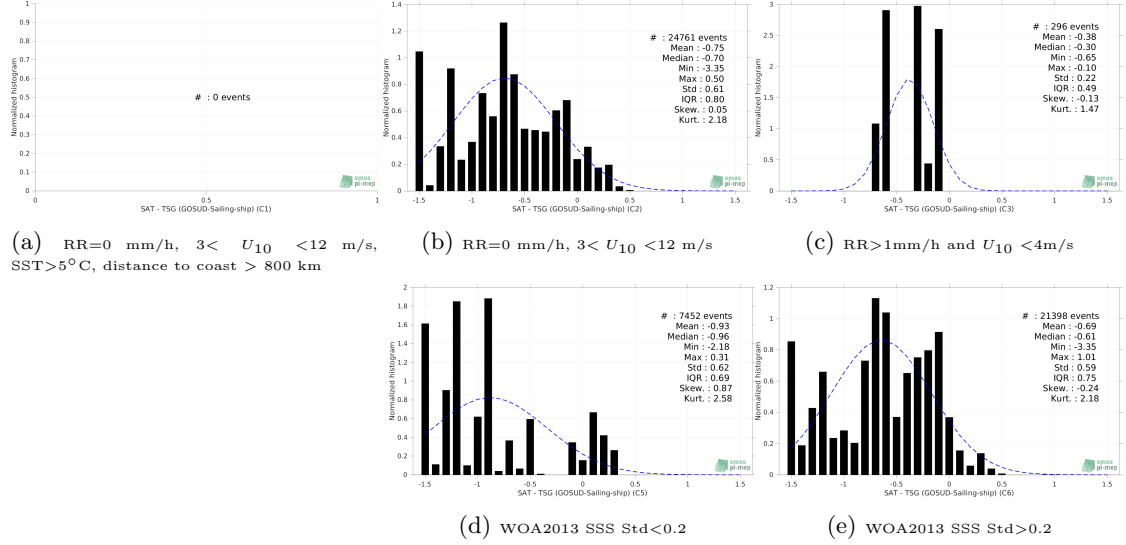 1
0.9
0.8
0.7
0.6
0.5
0.4
0.3
0.2
0.1
0
0 0.5 1
Normalized histogram
# : 0 events
smos
pi-mep
SAT - TSG (GOSUD-Sailing-ship) (C1)
(a) RR=0 mm/h, 3< U10 <12 m/s,
SST>5°C, distance to coast > 800 km
1.4
1.2
1
0.8
0.6
0.4
0.2
0
-1.5 -1 -0.5 0 0.5 1 1.5
Normalized histogram
# : 24761 events
Mean : -0.75
Median : -0.70
Min : -3.35
Max : 0.50
Std : 0.61
IQR : 0.80
Skew. : 0.05
Kurt. : 2.18
smos
pi-mep
SAT - TSG (GOSUD-Sailing-ship) (C2)
(b) RR=0 mm/h, 3< U10 <12 m/s
3
2.5
2
1.5
1
0.5
0
-1.5 -1 -0.5 0 0.5 1 1.5
Normalized histogram
# : 296 events
Mean : -0.38
Median : -0.30
Min : -0.65
Max : -0.10
Std : 0.22
IQR : 0.49
Skew. : -0.13
Kurt. : 1.47
smos
pi-mep
SAT - TSG (GOSUD-Sailing-ship) (C3)
(c) RR>1mm/h and U10 <4m/s
2
1.8
1.6
1.4
1.2
1
0.8
0.6
0.4
0.2
0
-1.5 -1 -0.5 0 0.5 1 1.5
Normalized histogram
# : 7452 events
Mean : -0.93
Median : -0.96
Min : -2.18
Max : 0.31
Std : 0.62
IQR : 0.69
Skew. : 0.87
Kurt. : 2.58
smos
pi-mep
SAT - TSG (GOSUD-Sailing-ship) (C5)
(d) WOA2013 SSS Std<0.2
1.2
1
0.8
0.6
0.4
0.2
0
-1.5 -1 -0.5 0 0.5 1 1.5
Normalized histogram
# : 21398 events
Mean : -0.69
Median : -0.61
Min : -3.35
Max : 1.01
Std : 0.59
IQR : 0.75
Skew. : -0.24
Kurt. : 2.18
smos
pi-mep
SAT - TSG (GOSUD-Sailing-ship) (C6)
(e) WOA2013 SSS Std>0.2